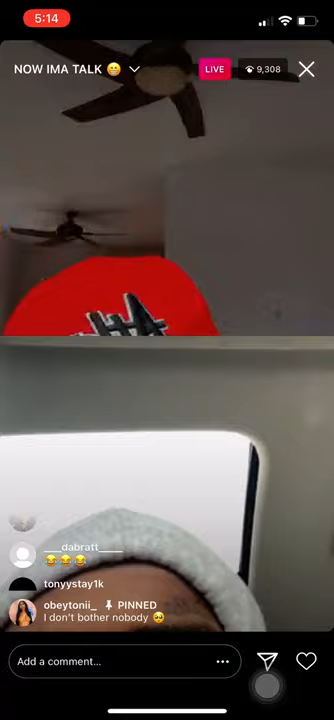 5:14
NOW IMA TALK 😁
LIVE
9,308
___dabratt____
😂😂😂
tonyystay1k
obeytonii_ PINNED
I don't bother nobody 🥺
Add a comment...